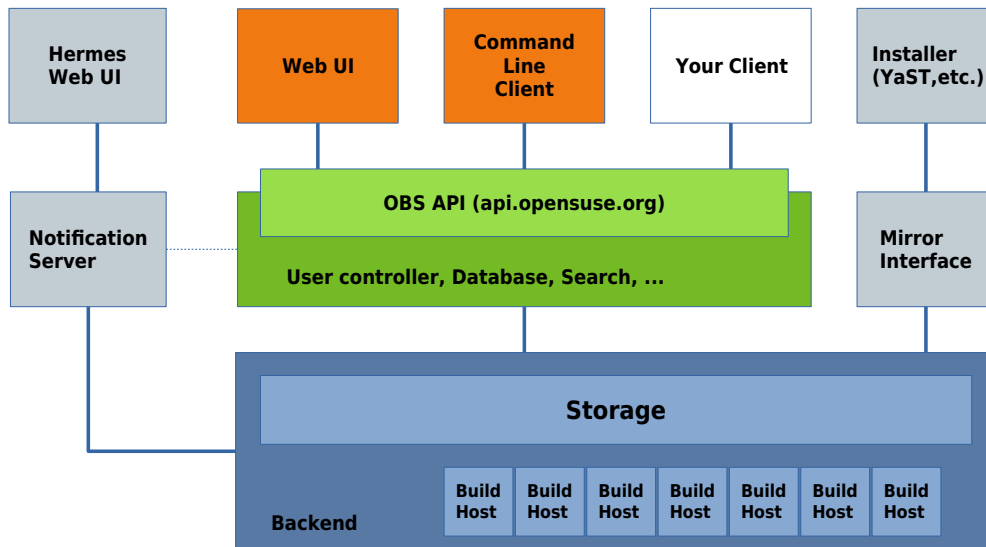 Hermes
Web UI
Web UI
Command
Line
Client
Your Client
Installer
(YaST,etc.)
OBS API (api.opensuse.org)
Notification
Server
User controller, Database, Search, ...
Mirror
Interface
Storage
Build
Host
Build
Host
Build
Host
Build
Host
Build
Host
Build
Host
Build
Host
Backend